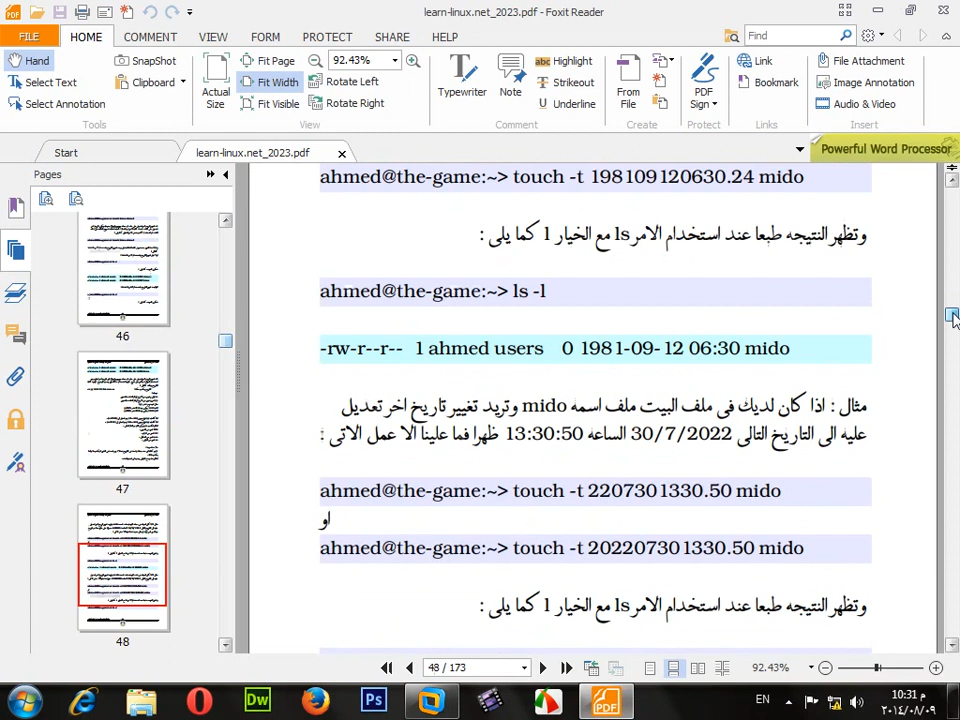 learn-linux.net_2023.pdf - Foxit Reader
FILE HOME COMMENT VIEW FORM PROTECT SHARE HELP Find
Hand SnapShot Fit Page 92.43% Highlight Link File Attachment
Select Text Clipboard Fit Width Rotate Left Strikeout Bookmark Image Annotation
Select Annotation Fit Visible Rotate Right Underline Audio & Video
Actual Size Typewriter Note From File PDF Sign
Tools View Comment Create Protect Links Insert
Start learn-linux.net_2023.pdf Powerful Word Processor
Pages
46
47
48
ahmed@the-game:~> touch -t 198109120630.24 mido
وتظهر النتيجه طبعا عند استخدام الامر ls مع الخيار l كما يلى :
ahmed@the-game:~> ls -l
-rw-r--r-- 1 ahmed users 0 1981-09-12 06:30 mido
مثال : اذا كان لديك فى ملف البيت ملف اسمه mido وتريد تغيير تاريخ اخر تعديل
عليه الى التاريخ التالى 30/7/2022 الساعه 13:30:50 ظهرا فما علينا الا عمل الاتى :
ahmed@the-game:~> touch -t 2207301330.50 mido
او
ahmed@the-game:~> touch -t 202207301330.50 mido
وتظهر النتيجه طبعا عند استخدام الامر ls مع الخيار l كما يلى :
48 / 173 92.43%
Dw Ps PDF EN 10:31 م
٢٠١٤/٠٨/٠٩